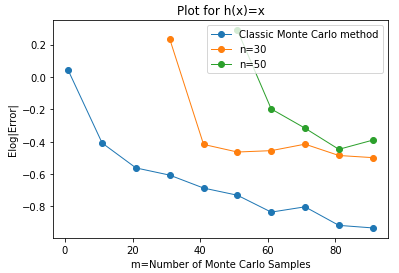 Plot for h(x)=x
Classic Monte Carlo method
n=30
n=50
Elog|Error|
0.2
0.0
−0.2
−0.4
−0.6
−0.8
0
20
40
60
80
m=Number of Monte Carlo Samples